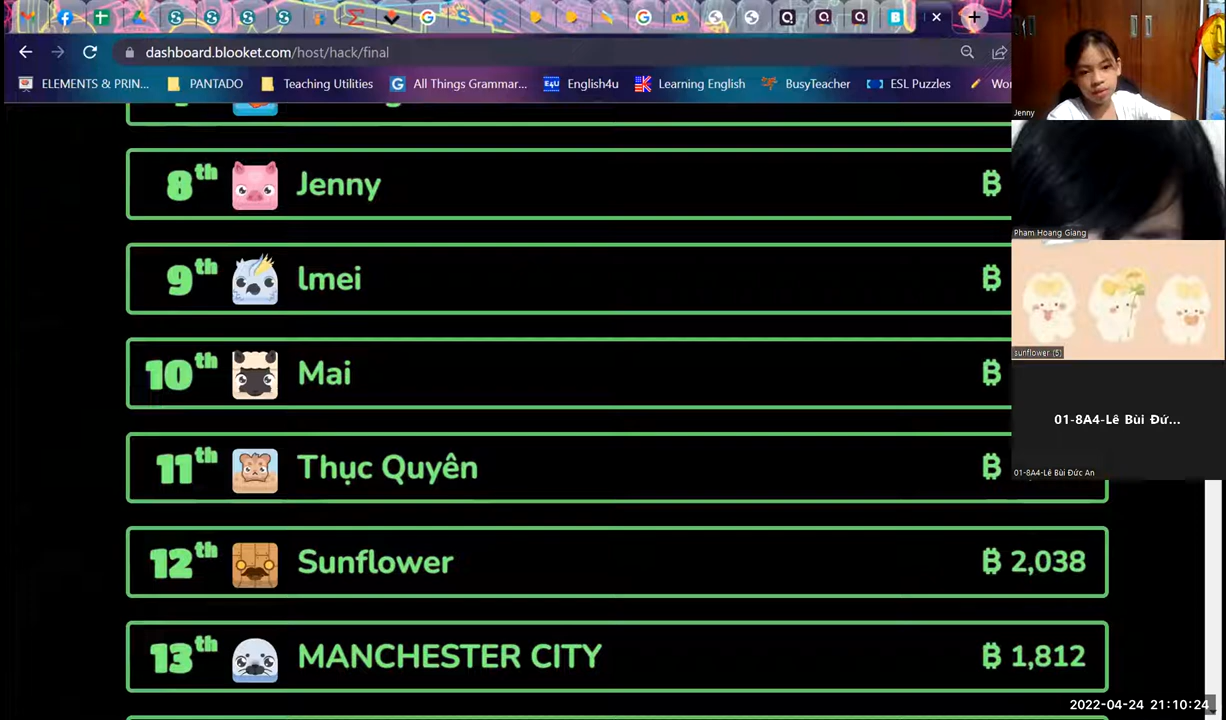 dashboard.blooket.com/host/hack/final
ELEMENTS & PRIN... PANTADO Teaching Utilities All Things Grammar... English4u Learning English BusyTeacher ESL Puzzles Wor
Jenny
Pham Hoang Giang
sunflower (5)
01-8A4-Lê Bùi Đứ...
01-8A4-Lê Bùi Đức An
8th Jenny ₿
9th lmei ₿
10th Mai ₿
11th Thục Quyên ₿
12th Sunflower ₿ 2,038
13th MANCHESTER CITY ₿ 1,812
2022-04-24 21:10:24